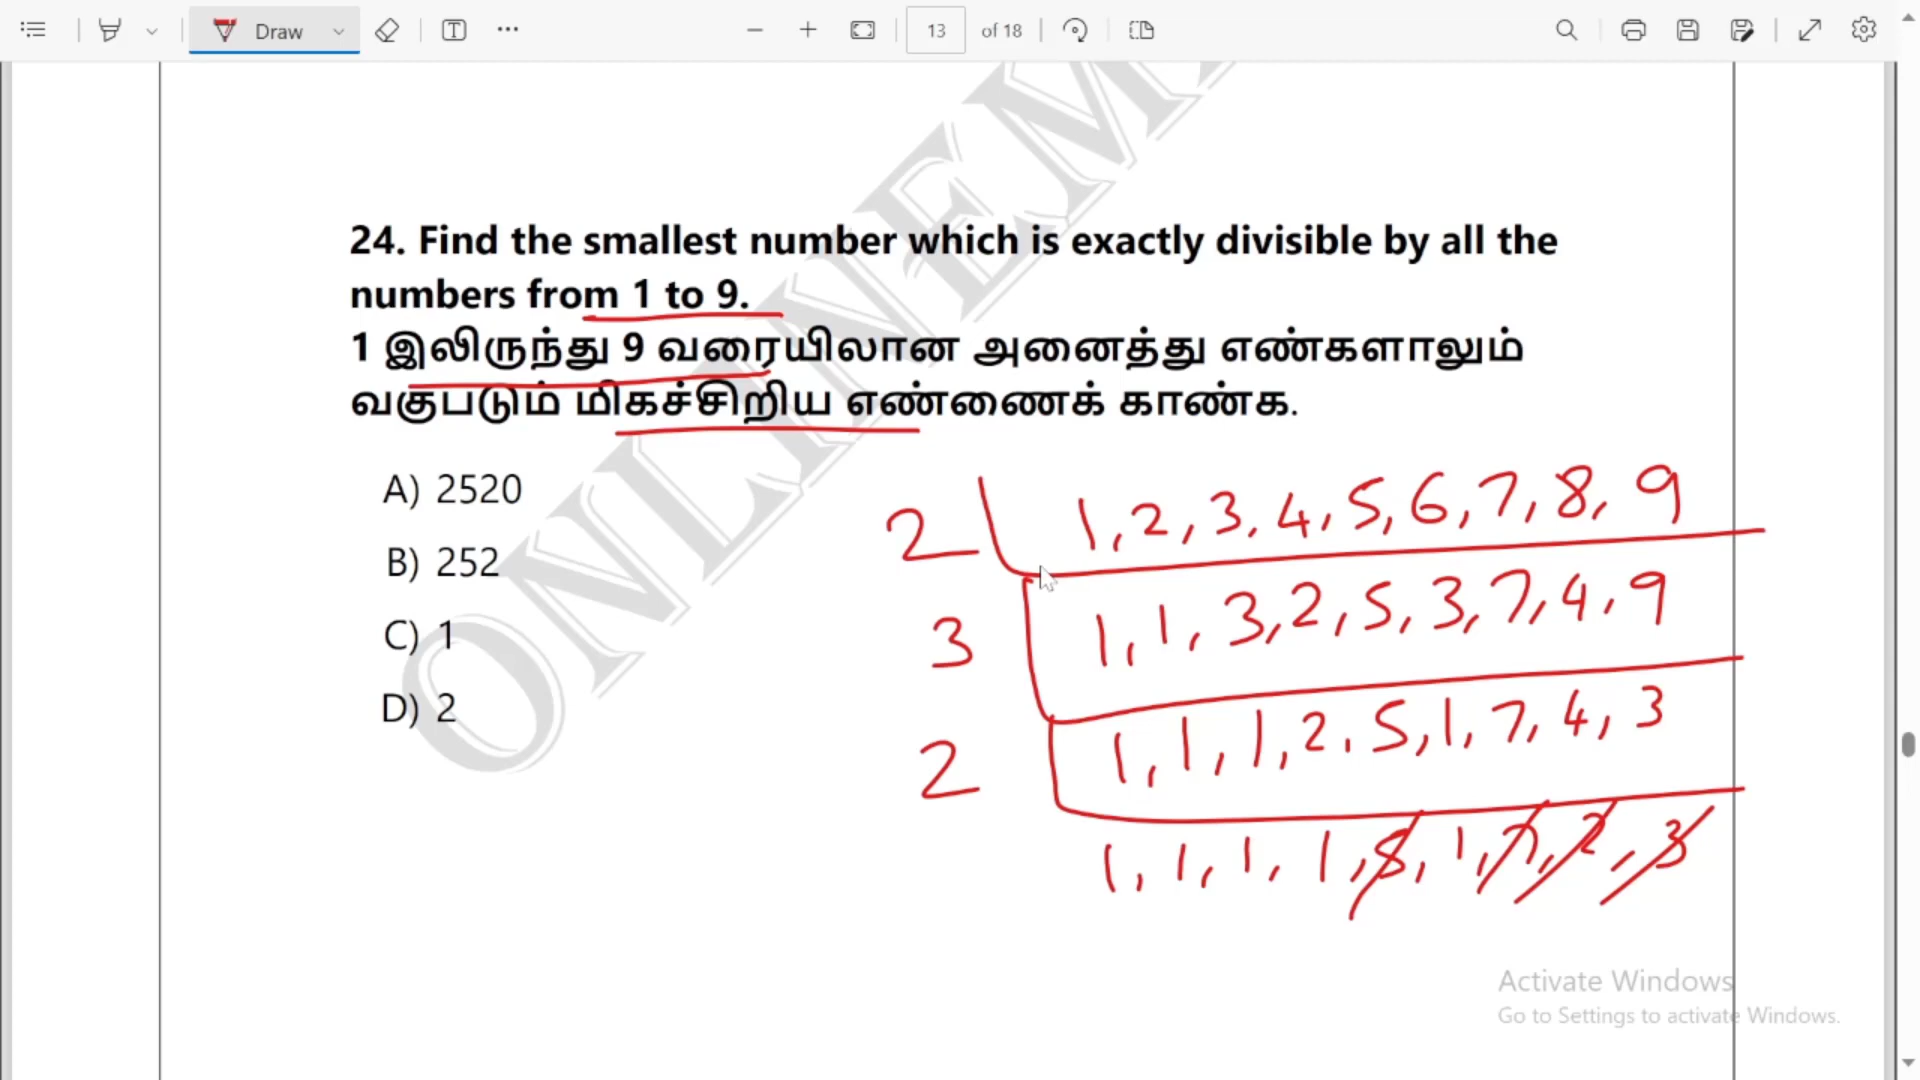 Draw
13 of 18
ONLINEM
24. Find the smallest number which is exactly divisible by all the
numbers from 1 to 9.
1 இலிருந்து 9 வரையிலான அனைத்து எண்களாலும்
வகுபடும் மிகச்சிறிய எண்ணைக் காண்க.
A) 2520
B) 252
C) 1
D) 2
2 1, 2, 3, 4, 5, 6, 7, 8, 9
3 1, 1, 3, 2, 5, 3, 7, 4, 9
2 1, 1, 1, 2, 5, 1, 7, 4, 3
1, 1, 1, 1, 5, 1, 7, 2, 3
Activate Windows
Go to Settings to activate Windows.